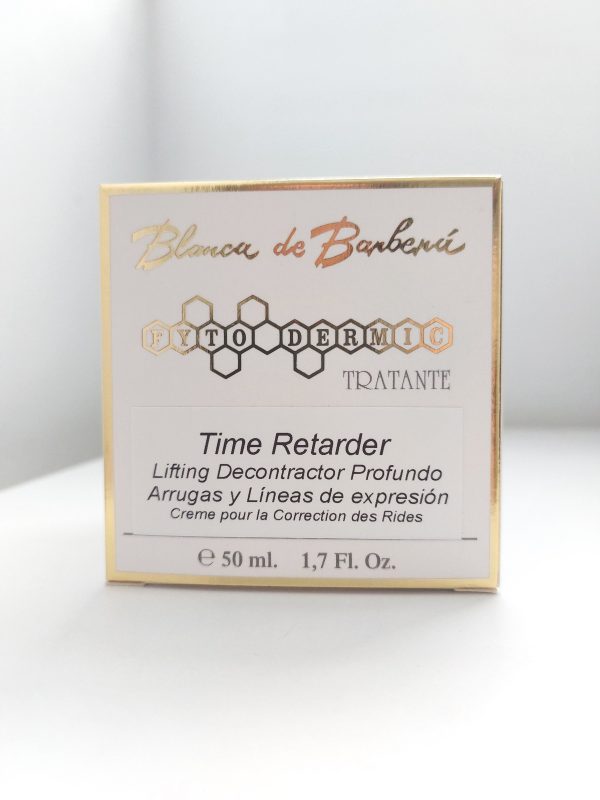 Blanca de Barberá
FYTO DERMIC
TRATANTE
Time Retarder
Lifting Decontractor Profundo
Arrugas y Líneas de expresión
Creme pour la Correction des Rides
℮ 50 ml. 1,7 Fl. Oz.